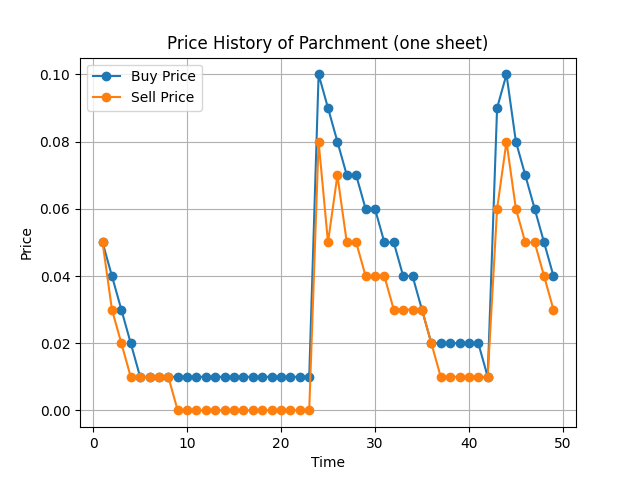 Price History of Parchment (one sheet)
Buy Price
Sell Price
0.10
0.08
0.06
0.04
0.02
0.00
Price
0 10 20 30 40 50
Time